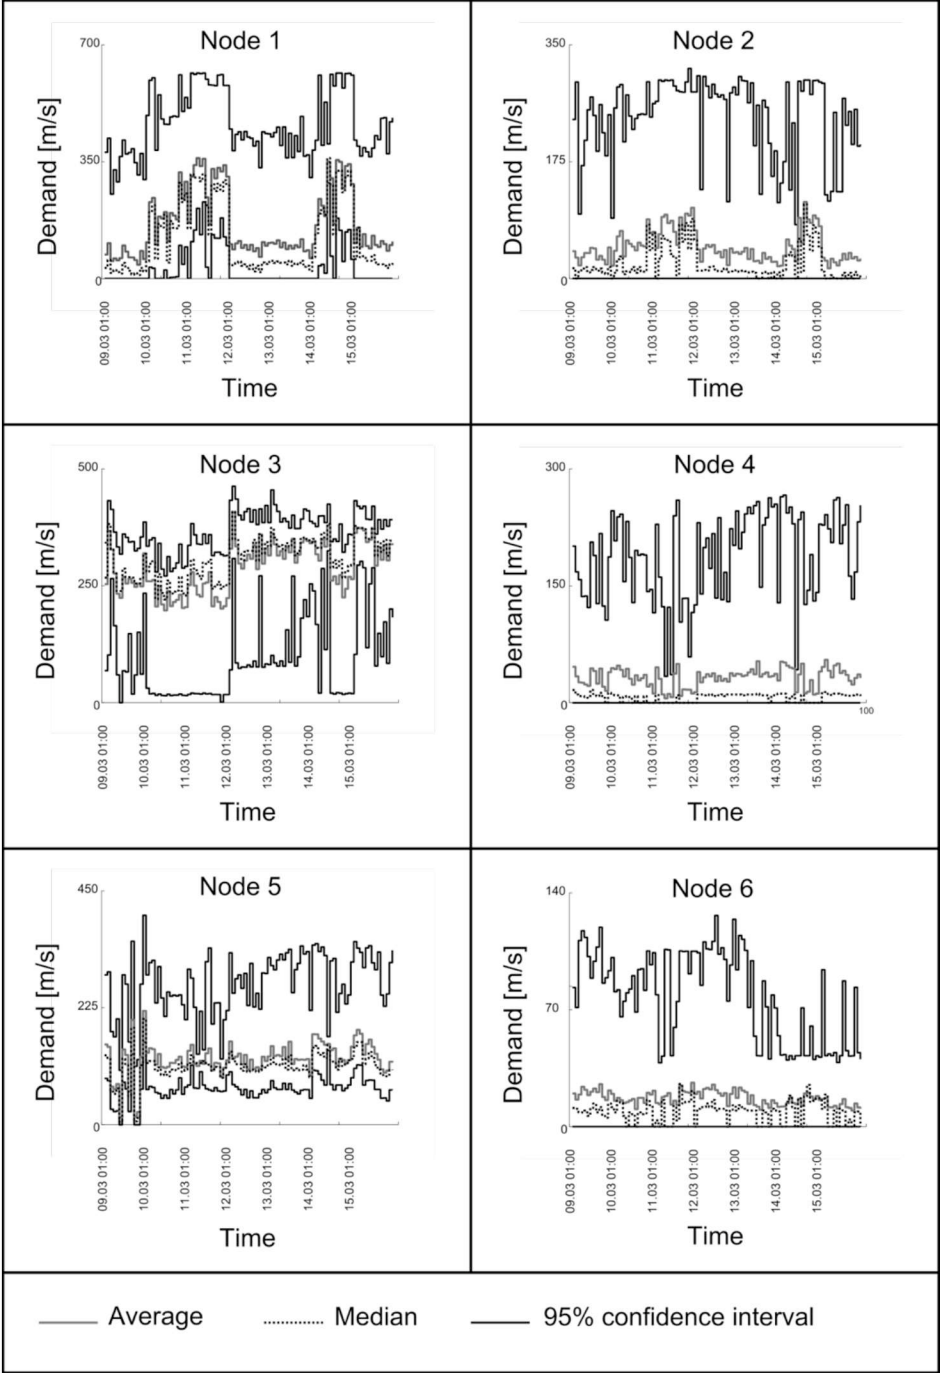 Node 1
700
350
0
Demand [m/s]
09.03 01:00
10.03 01:00
11.03 01:00
12.03 01:00
13.03 01:00
14.03 01:00
15.03 01:00
Time
Node 2
350
175
0
Demand [m/s]
09.03 01:00
10.03 01:00
11.03 01:00
12.03 01:00
13.03 01:00
14.03 01:00
15.03 01:00
Time
Node 3
500
250
0
Demand [m/s]
09.03 01:00
10.03 01:00
11.03 01:00
12.03 01:00
13.03 01:00
14.03 01:00
15.03 01:00
Time
Node 4
300
150
0
100
Demand [m/s]
09.03 01:00
10.03 01:00
11.03 01:00
12.03 01:00
13.03 01:00
14.03 01:00
15.03 01:00
Time
Node 5
450
225
0
Demand [m/s]
09.03 01:00
10.03 01:00
11.03 01:00
12.03 01:00
13.03 01:00
14.03 01:00
15.03 01:00
Time
Node 6
140
70
0
Demand [m/s]
09.03 01:00
10.03 01:00
11.03 01:00
12.03 01:00
13.03 01:00
14.03 01:00
15.03 01:00
Time
Average
Median
95% confidence interval